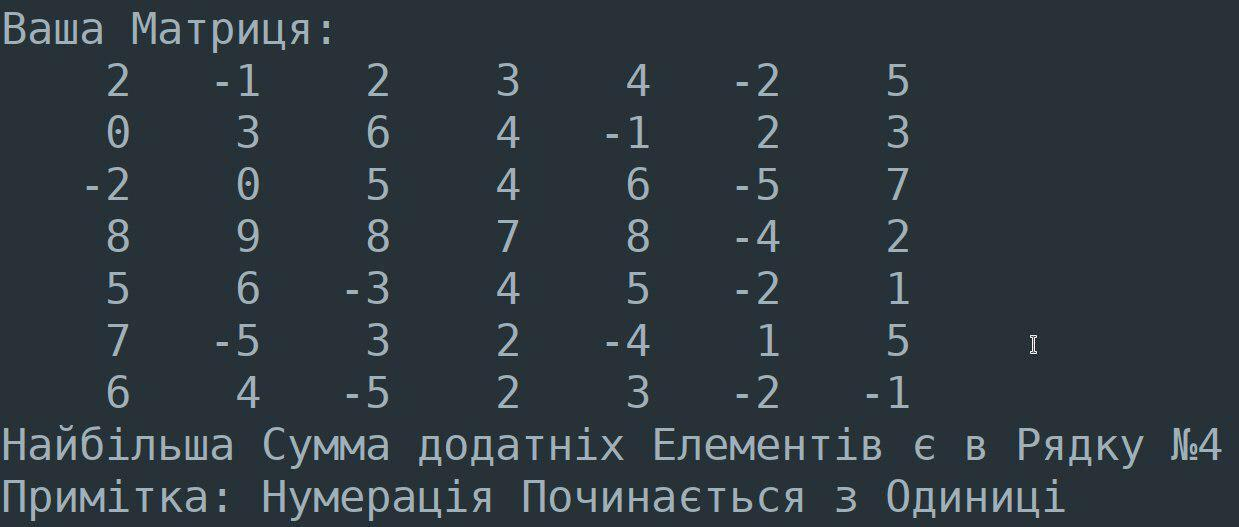 Ваша Матриця:
2 -1 2 3 4 -2 5
0 3 6 4 -1 2 3
-2 0 5 4 6 -5 7
8 9 8 7 8 -4 2
5 6 -3 4 5 -2 1
7 -5 3 2 -4 1 5
6 4 -5 2 3 -2 -1
Найбільша Сумма додатніх Елементів є в Рядку №4
Примітка: Нумерація Починається з Одиниці